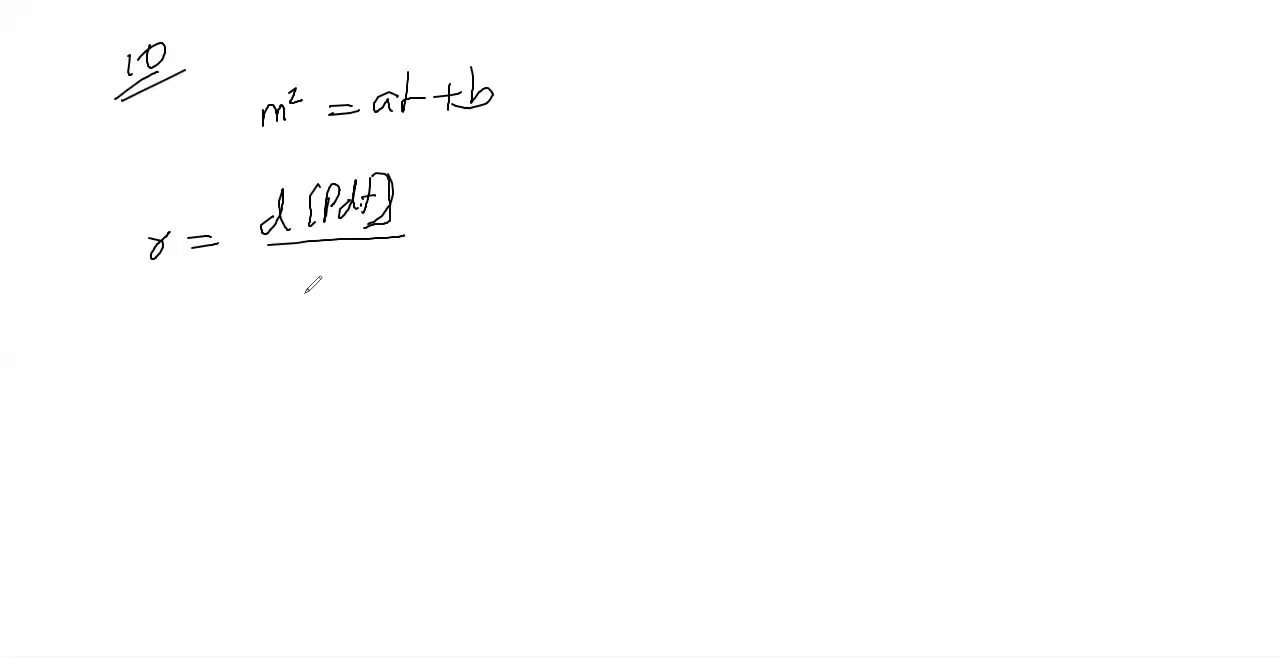 10
m² = at + b
r = d [Pdt]